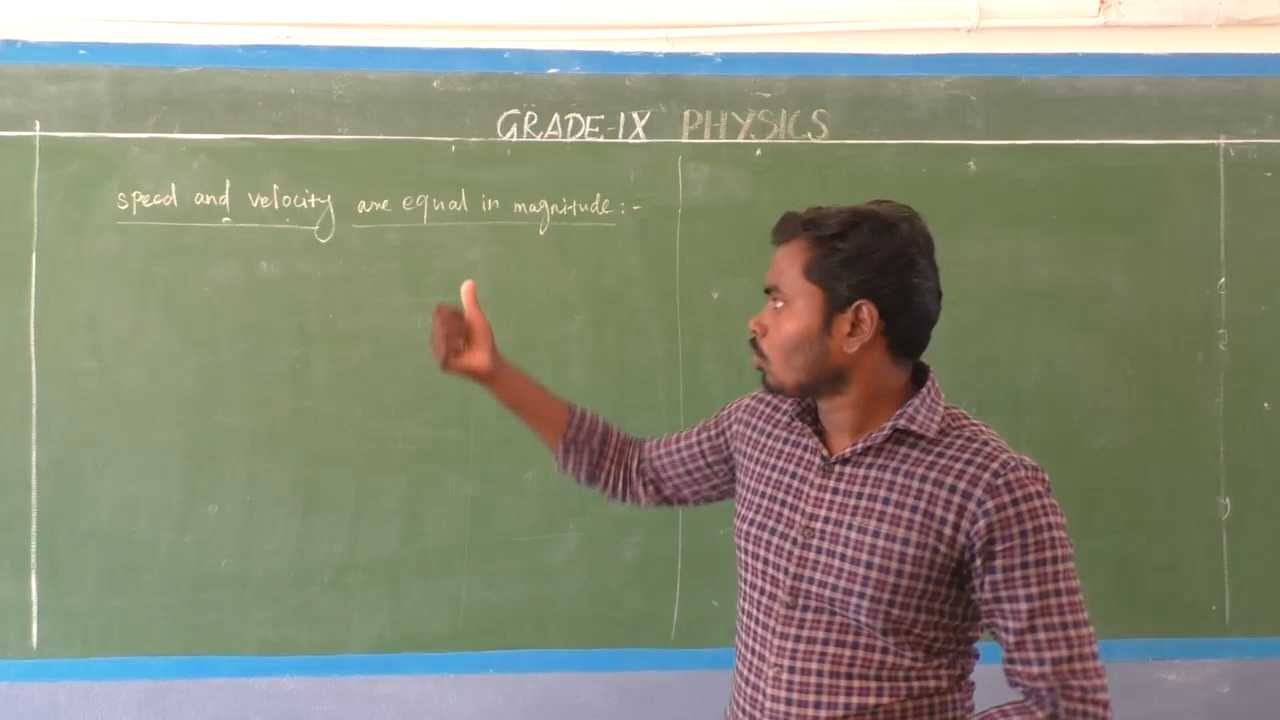 GRADE-IX PHYSICS
speed and velocity are equal in magnitude:-